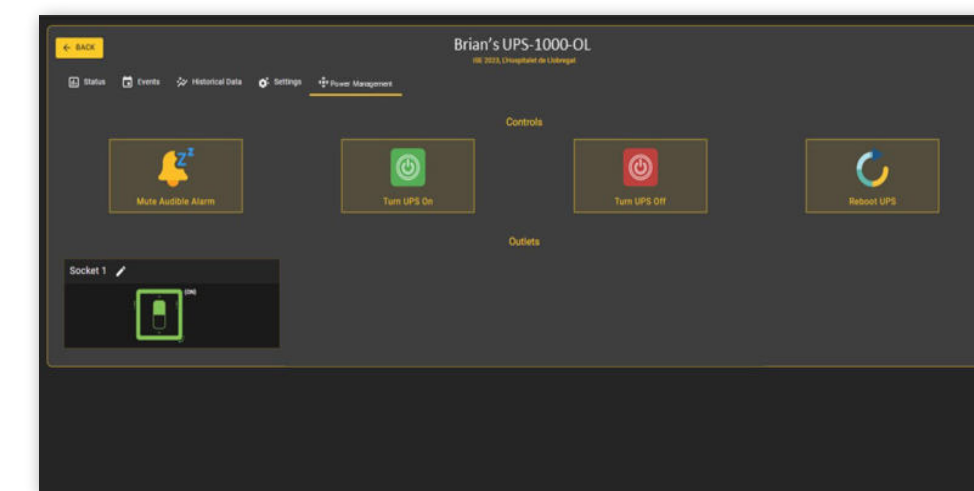 ← BACK
Brian's UPS-1000-OL
ISE 2023, L'Hospitalet de Llobregat
Status Events Historical Data Settings Power Management
Controls
Mute Audible Alarm Turn UPS On Turn UPS Off Reboot UPS
Outlets
Socket 1
(ON)